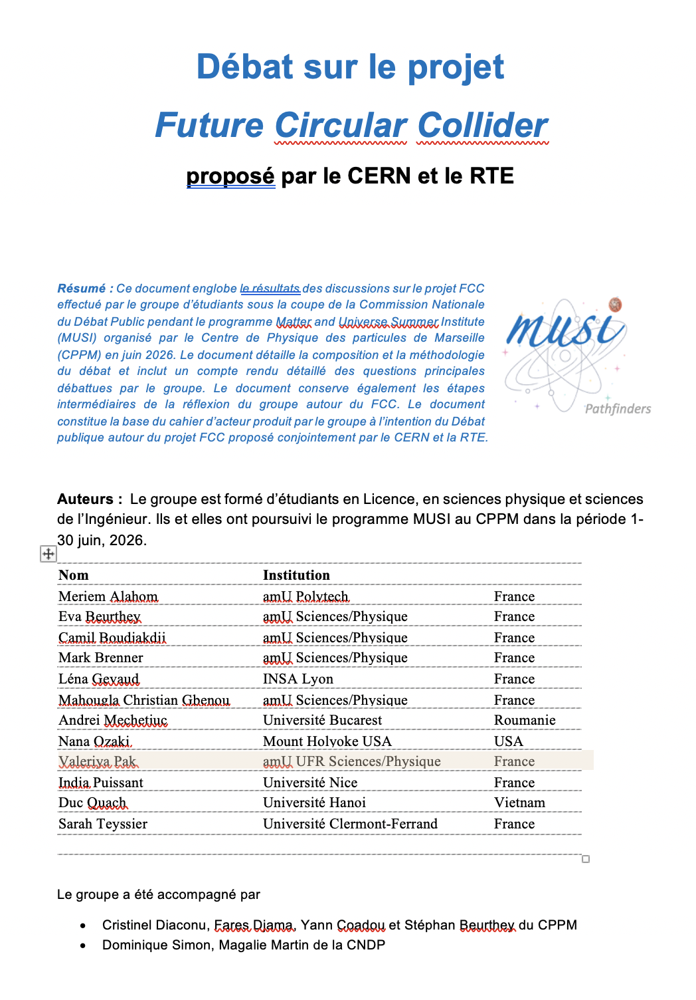 Débat sur le projet
Future Circular Collider
proposé par le CERN et le RTE
Résumé : Ce document englobe le résultats des discussions sur le projet FCC
effectué par le groupe d'étudiants sous la coupe de la Commission Nationale
du Débat Public pendant le programme Matter and Universe Summer Institute
(MUSI) organisé par le Centre de Physique des particules de Marseille
(CPPM) en juin 2026. Le document détaille la composition et la méthodologie
du débat et inclut un compte rendu détaillé des questions principales
débattues par le groupe. Le document conserve également les étapes
intermédiaires de la réflexion du groupe autour du FCC. Le document
constitue la base du cahier d'acteur produit par le groupe à l'intention du Débat
publique autour du projet FCC proposé conjointement par le CERN et la RTE.
musi
Pathfinders
Auteurs : Le groupe est formé d'étudiants en Licence, en sciences physique et sciences
de l'Ingénieur. Ils et elles ont poursuivi le programme MUSI au CPPM dans la période 1-
30 juin, 2026.
Nom Institution
Meriem Alahom amU Polytech France
Eva Beurthey amU Sciences/Physique France
Camil Boudjakdji amU Sciences/Physique France
Mark Brenner amU Sciences/Physique France
Léna Gevaud INSA Lyon France
Mahougla Christian Gbenou amU Sciences/Physique France
Andrei Mechetiuc Université Bucarest Roumanie
Nana Ozaki Mount Holyoke USA USA
Valeriya Pak amU UFR Sciences/Physique France
India Puissant Université Nice France
Duc Quach Université Hanoi Vietnam
Sarah Teyssier Université Clermont-Ferrand France
Le groupe a été accompagné par
• Cristinel Diaconu, Fares Djama, Yann Coadou et Stéphan Beurthey du CPPM
• Dominique Simon, Magalie Martin de la CNDP